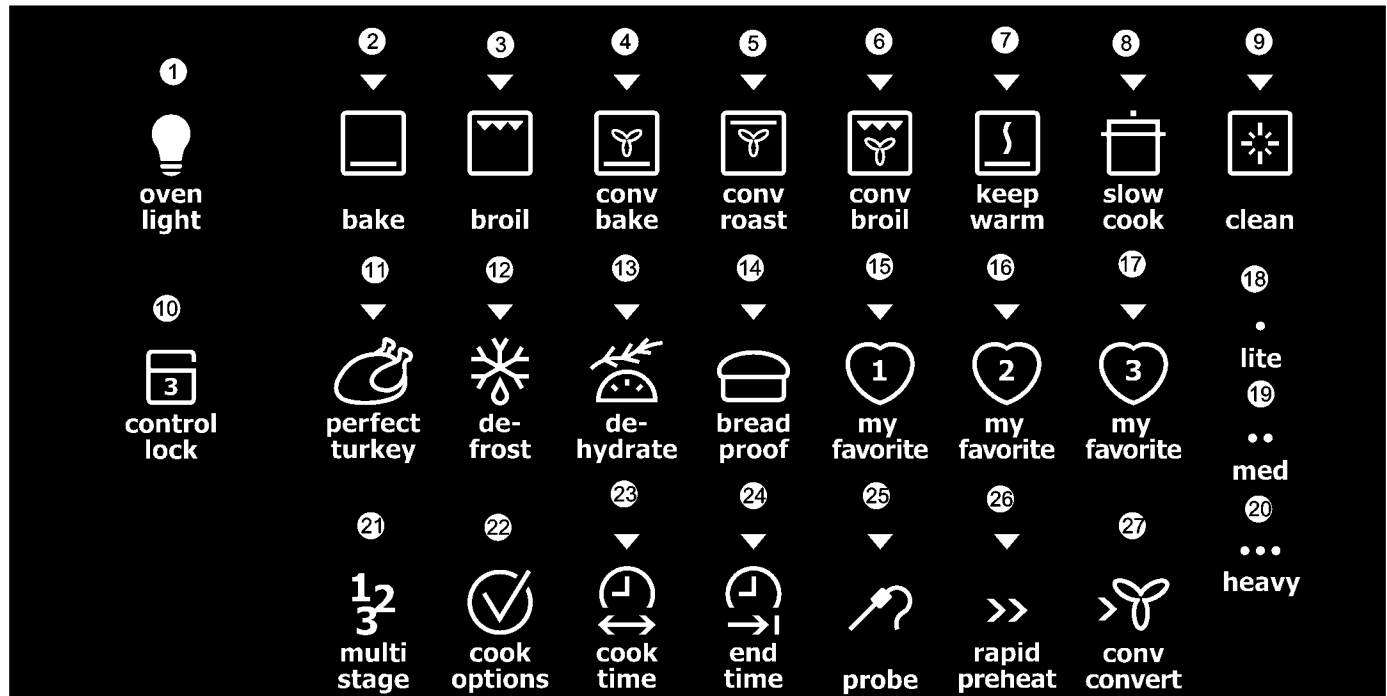 1
2
3
4
5
6
7
8
9
oven
light
bake
broil
conv
bake
conv
roast
conv
broil
keep
warm
slow
cook
clean
10
11
12
13
14
15
16
17
18
3
control
lock
perfect
turkey
de-
frost
de-
hydrate
bread
proof
1
my
favorite
2
my
favorite
3
my
favorite
lite
19
med
20
heavy
21
22
23
24
25
26
27
1
2
3
multi
stage
cook
options
cook
time
end
time
probe
rapid
preheat
conv
convert